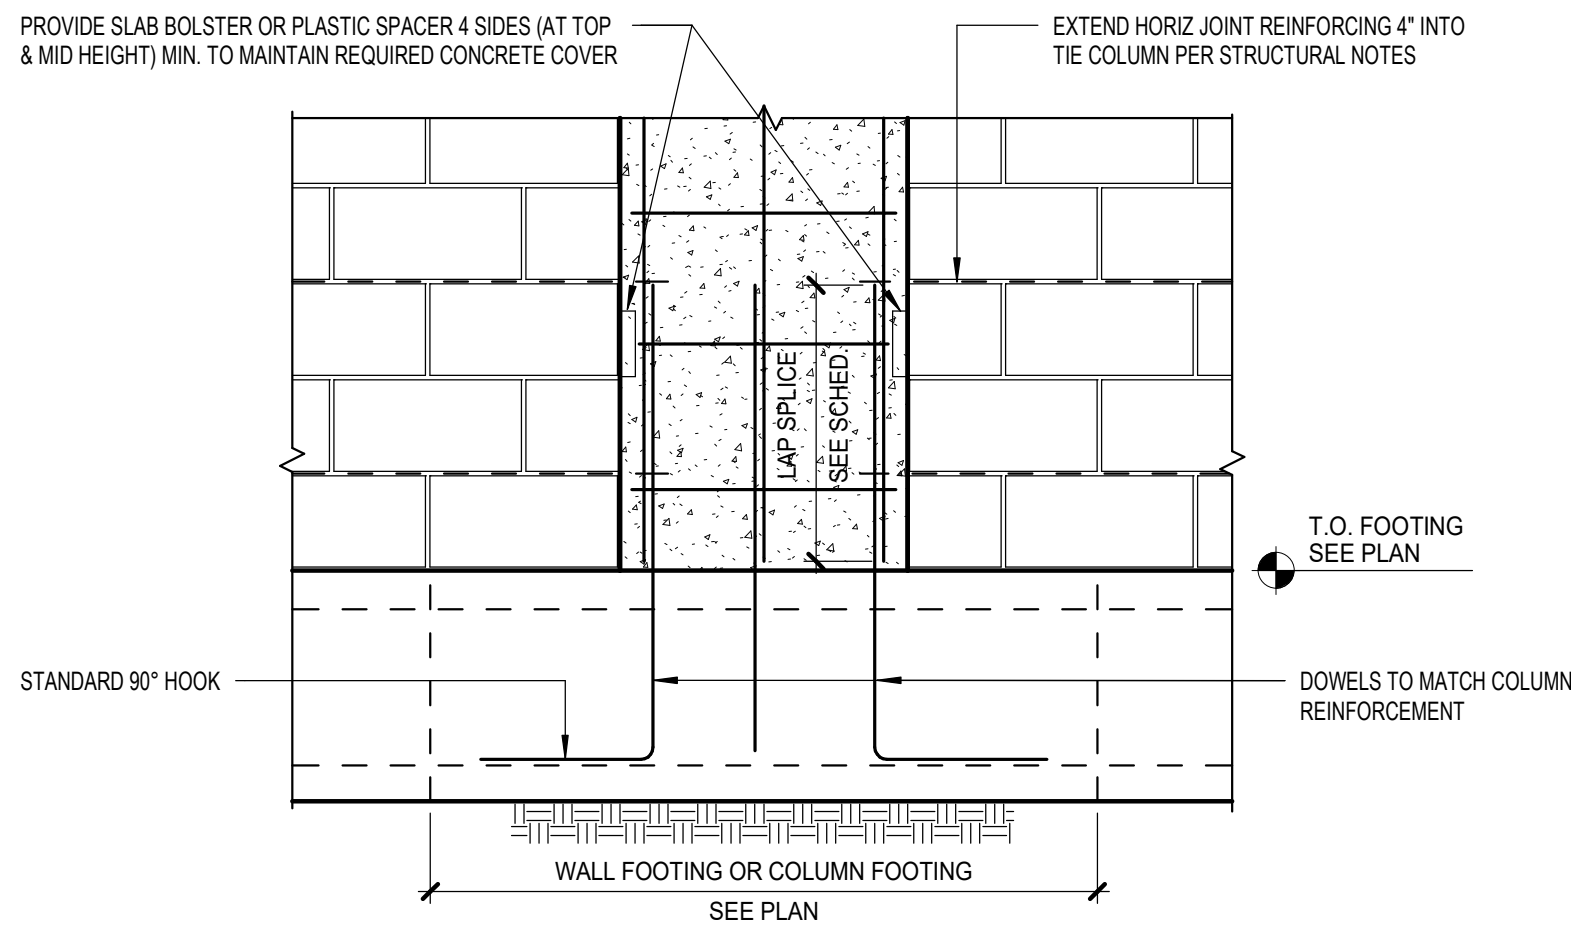 PROVIDE SLAB BOLSTER OR PLASTIC SPACER 4 SIDES (AT TOP
& MID HEIGHT) MIN. TO MAINTAIN REQUIRED CONCRETE COVER
EXTEND HORIZ JOINT REINFORCING 4" INTO
TIE COLUMN PER STRUCTURAL NOTES
LAP SPLICE
SEE SCHED.
T.O. FOOTING
SEE PLAN
STANDARD 90° HOOK
DOWELS TO MATCH COLUMN
REINFORCEMENT
WALL FOOTING OR COLUMN FOOTING
SEE PLAN